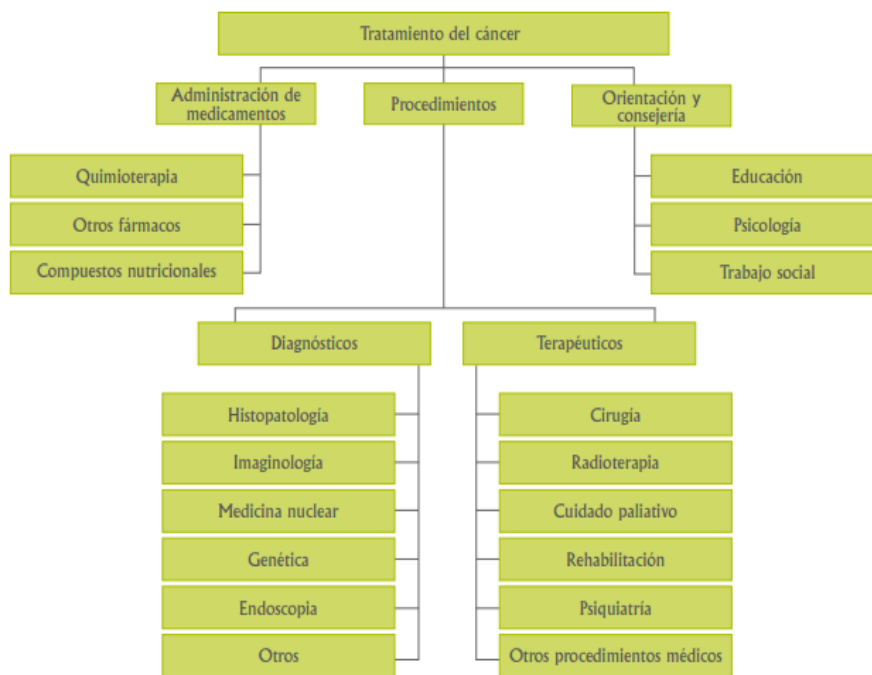 Tratamiento del cáncer
Administración de
medicamentos
Procedimientos
Orientación y
consejería
Quimioterapia
Otros fármacos
Compuestos nutricionales
Educación
Psicología
Trabajo social
Diagnósticos
Terapéuticos
Histopatología
Imaginología
Medicina nuclear
Genética
Endoscopia
Otros
Cirugía
Radioterapia
Cuidado paliativo
Rehabilitación
Psiquiatría
Otros procedimientos médicos